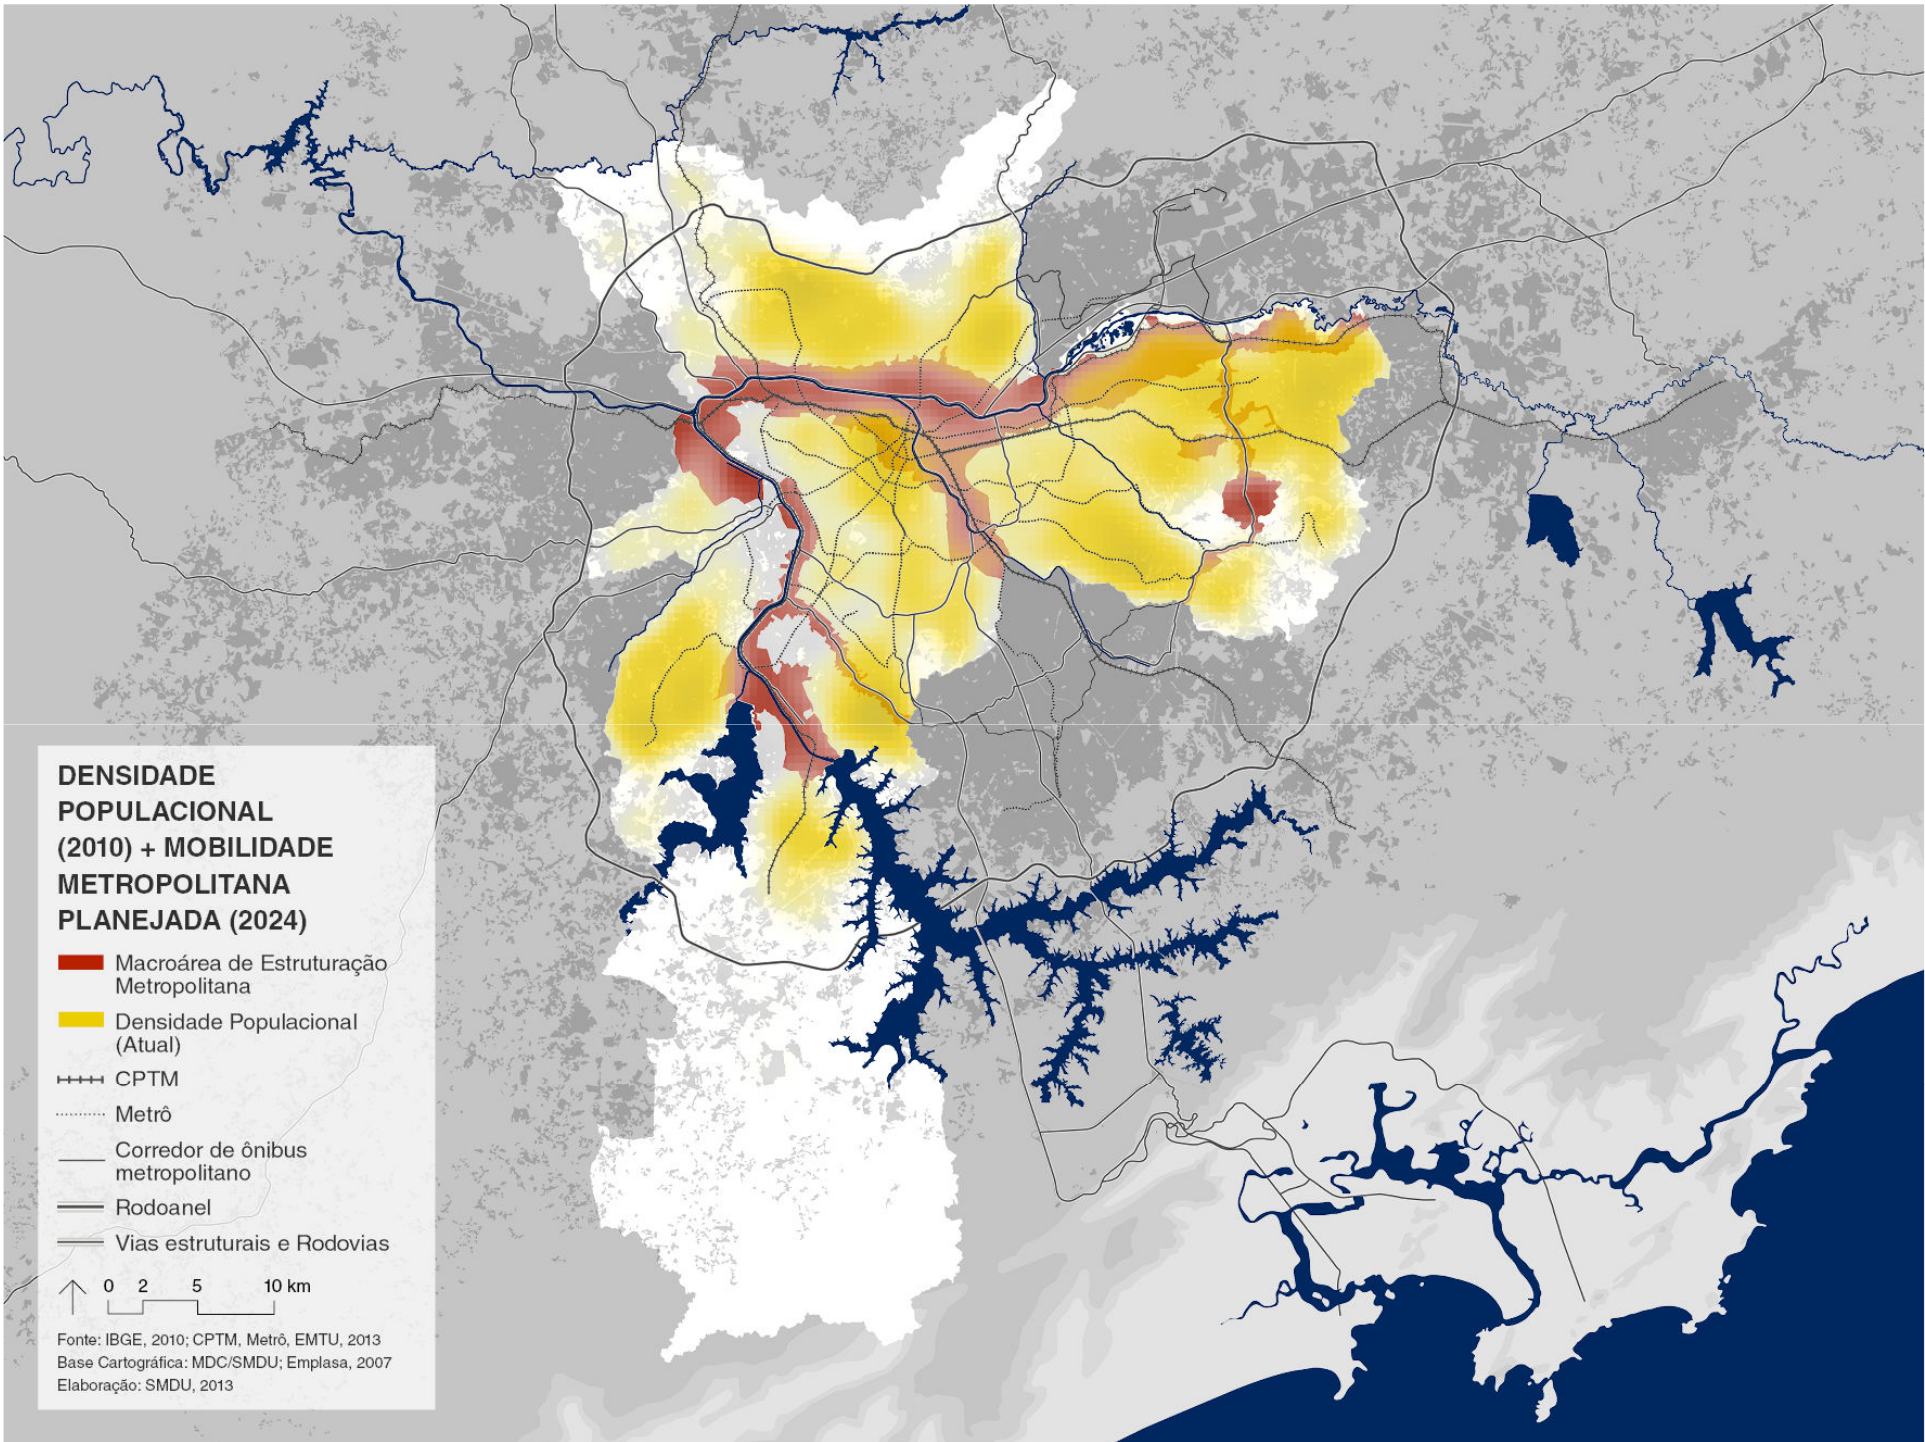 DENSIDADE
POPULACIONAL
(2010) + MOBILIDADE
METROPOLITANA
PLANEJADA (2024)
Macroárea de Estruturação
Metropolitana
Densidade Populacional
(Atual)
CPTM
Metrô
Corredor de ônibus
metropolitano
Rodoanel
Vias estruturais e Rodovias
0 2 5 10 km
Fonte: IBGE, 2010; CPTM, Metrô, EMTU, 2013
Base Cartográfica: MDC/SMDU; Emplasa, 2007
Elaboração: SMDU, 2013